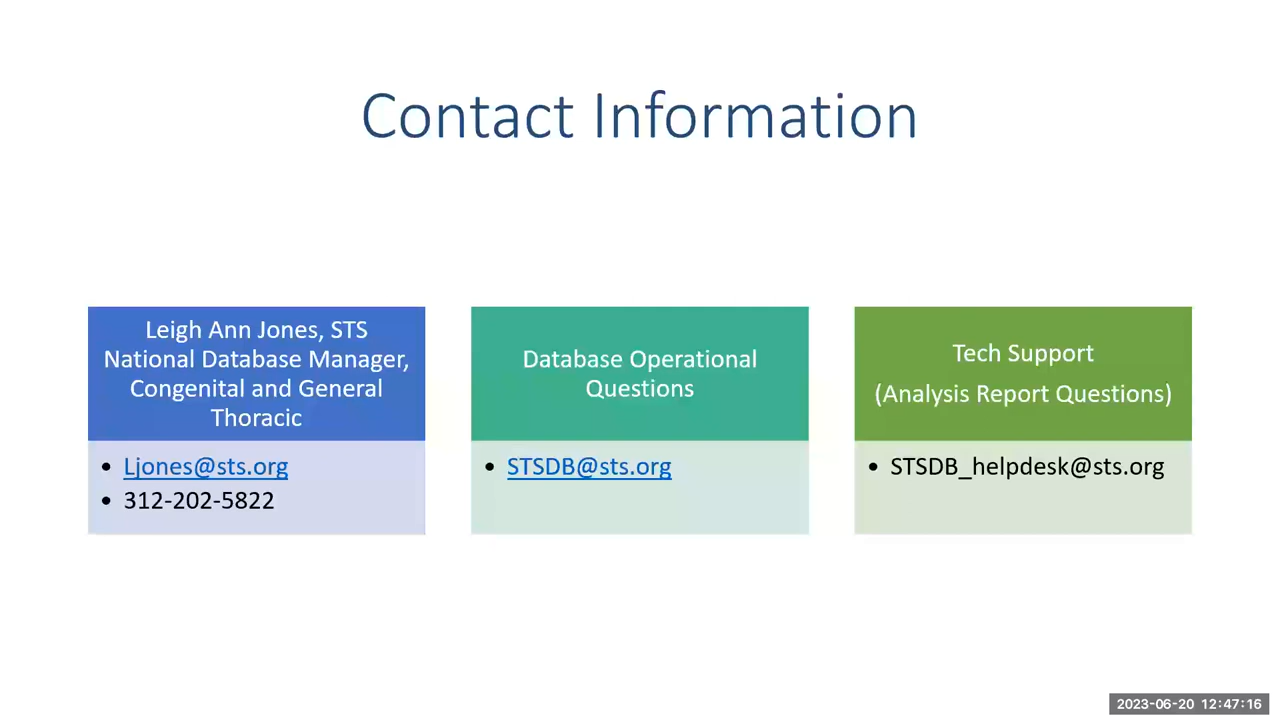 Contact Information
Leigh Ann Jones, STS
National Database Manager,
Congenital and General
Thoracic
• Ljones@sts.org
• 312-202-5822
Database Operational
Questions
• STSDB@sts.org
Tech Support
(Analysis Report Questions)
• STSDB_helpdesk@sts.org
2023-06-20 12:47:16